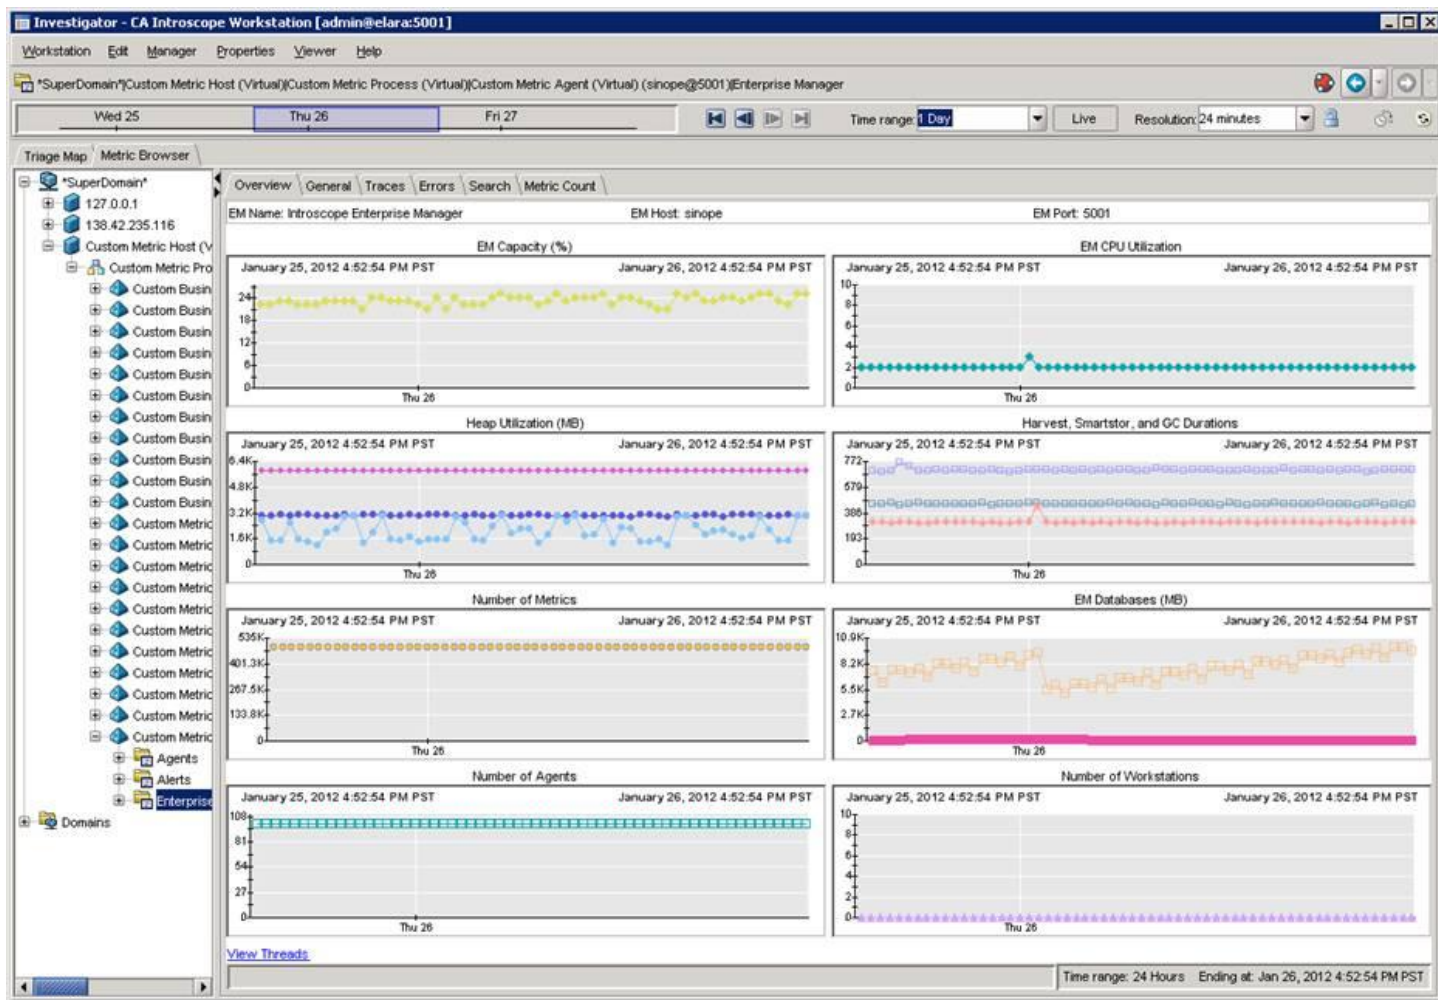 Investigator - CA Introscope Workstation [admin@elara:5001]
Workstation Edit Manager Properties Viewer Help
*SuperDomain*|Custom Metric Host (Virtual)|Custom Metric Process (Virtual)|Custom Metric Agent (Virtual) (sinope@5001)|Enterprise Manager
Wed 25 Thu 26 Fri 27 Time range: 1 Day Live Resolution: 24 minutes
Triage Map Metric Browser
*SuperDomain*
127.0.0.1
138.42.235.116
Custom Metric Host (V
Custom Metric Pro
Custom Busin
Custom Busin
Custom Busin
Custom Busin
Custom Busin
Custom Busin
Custom Busin
Custom Busin
Custom Busin
Custom Busin
Custom Busin
Custom Metric
Custom Metric
Custom Metric
Custom Metric
Custom Metric
Custom Metric
Custom Metric
Custom Metric
Custom Metric
Custom Metric
Custom Metric
Agents
Alerts
Enterprise
Domains
Overview General Traces Errors Search Metric Count
EM Name: Introscope Enterprise Manager EM Host: sinope EM Port: 5001
EM Capacity (%)
January 25, 2012 4:52:54 PM PST January 26, 2012 4:52:54 PM PST
24
18
12
6
0
Thu 26
EM CPU Utilization
January 25, 2012 4:52:54 PM PST January 26, 2012 4:52:54 PM PST
10
8
6
4
2
0
Thu 26
Heap Utilization (MB)
January 25, 2012 4:52:54 PM PST January 26, 2012 4:52:54 PM PST
6.4K
4.8K
3.2K
1.6K
0
Thu 26
Harvest, Smartstor, and GC Durations
January 25, 2012 4:52:54 PM PST January 26, 2012 4:52:54 PM PST
772
579
386
193
0
Thu 26
Number of Metrics
January 25, 2012 4:52:54 PM PST January 26, 2012 4:52:54 PM PST
535K
401.3K
267.5K
133.8K
0
Thu 26
EM Databases (MB)
January 25, 2012 4:52:54 PM PST January 26, 2012 4:52:54 PM PST
10.9K
8.2K
5.5K
2.7K
0
Thu 26
Number of Agents
January 25, 2012 4:52:54 PM PST January 26, 2012 4:52:54 PM PST
108
81
54
27
0
Thu 26
Number of Workstations
January 25, 2012 4:52:54 PM PST January 26, 2012 4:52:54 PM PST
10
8
6
4
2
0
Thu 26
View Threads
Time range: 24 Hours Ending at: Jan 26, 2012 4:52:54 PM PST